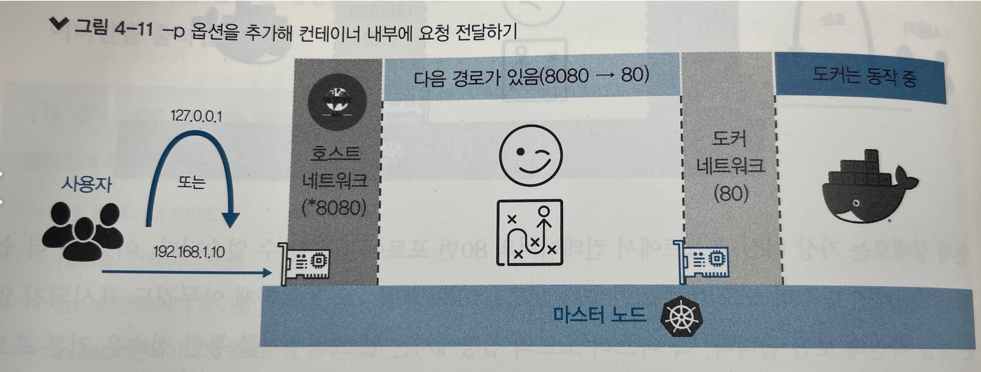 그림 4-11 -p 옵션을 추가해 컨테이너 내부에 요청 전달하기
다음 경로가 있음(8080 → 80)
도커는 동작 중
127.0.0.1
또는
사용자
192.168.1.10
호스트
네트워크
(*8080)
도커
네트워크
(80)
마스터 노드